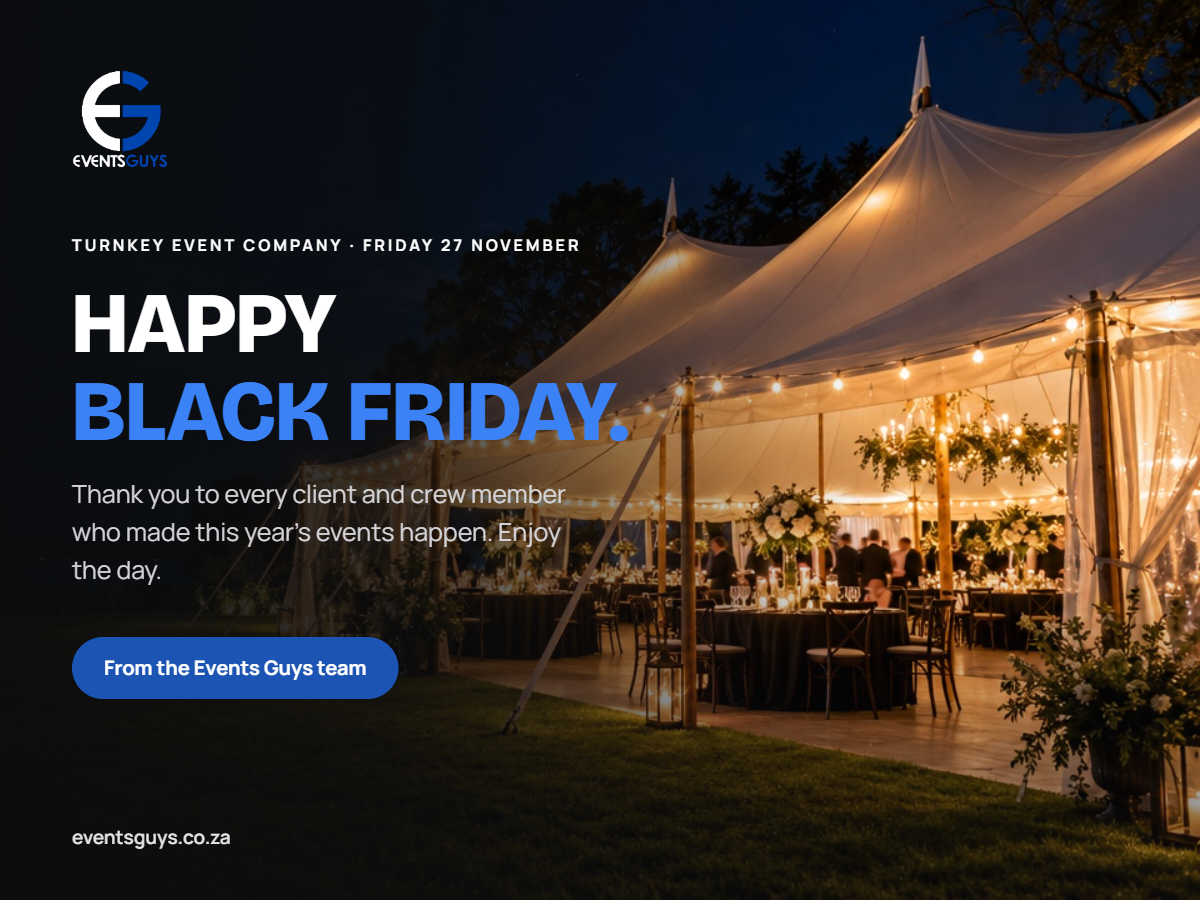 EG
EVENTSGUYS
TURNKEY EVENT COMPANY · FRIDAY 27 NOVEMBER
HAPPY
BLACK FRIDAY.
Thank you to every client and crew member
who made this year's events happen. Enjoy
the day.
From the Events Guys team
eventsguys.co.za